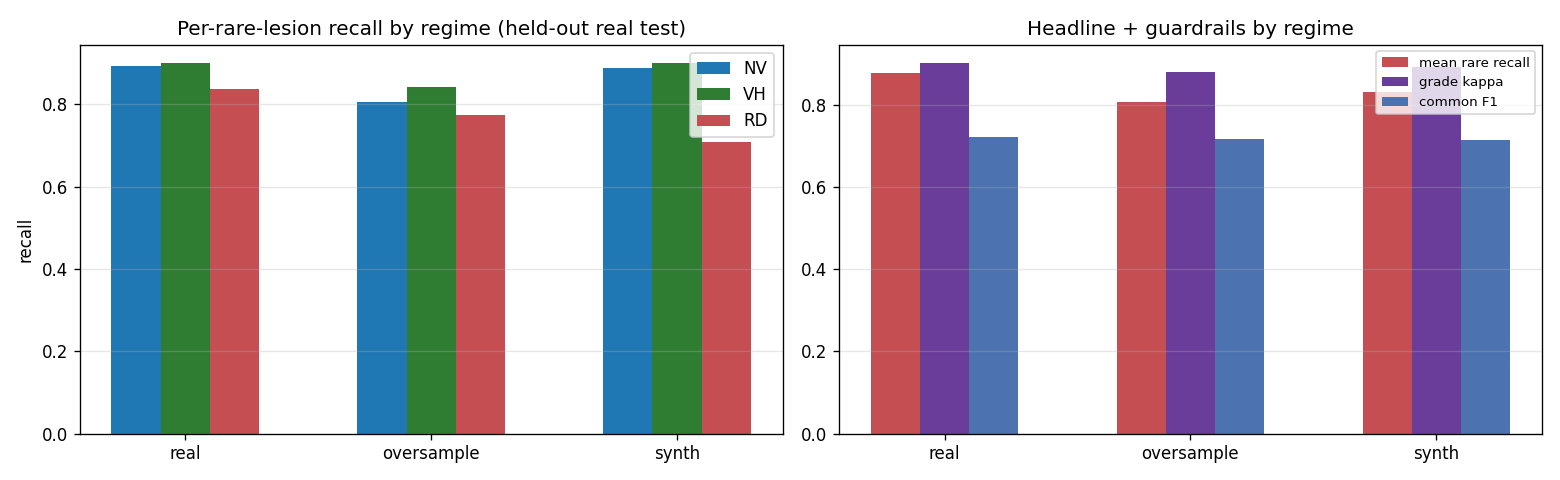 Per-rare-lesion recall by regime (held-out real test)
NV
VH
RD
recall
0.8
0.6
0.4
0.2
0.0
real
oversample
synth
Headline + guardrails by regime
mean rare recall
grade kappa
common F1
0.8
0.6
0.4
0.2
0.0
real
oversample
synth